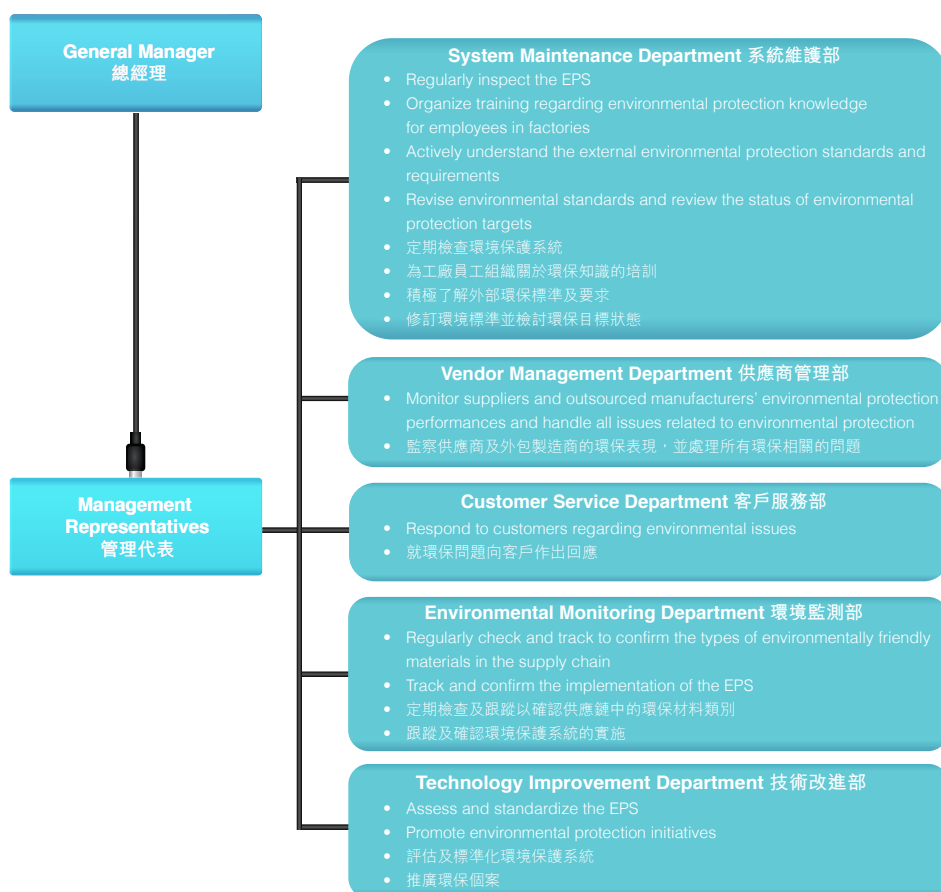 General Manager
總經理
System Maintenance Department 系統維護部
• Regularly inspect the EPS
• Organize training regarding environmental protection knowledge
for employees in factories
• Actively understand the external environmental protection standards and
requirements
• Revise environmental standards and review the status of environmental
protection targets
• 定期檢查環境保護系統
• 為工廠員工組織關於環保知識的培訓
• 積極了解外部環保標準及要求
• 修訂環境標準並檢討環保目標狀態
Vendor Management Department 供應商管理部
• Monitor suppliers and outsourced manufacturers’ environmental protection
performances and handle all issues related to environmental protection
• 監察供應商及外包製造商的環保表現，並處理所有環保相關的問題
Management
Representatives
管理代表
Customer Service Department 客戶服務部
• Respond to customers regarding environmental issues
• 就環保問題向客戶作出回應
Environmental Monitoring Department 環境監測部
• Regularly check and track to confirm the types of environmentally friendly
materials in the supply chain
• Track and confirm the implementation of the EPS
• 定期檢查及跟蹤以確認供應鏈中的環保材料類別
• 跟蹤及確認環境保護系統的實施
Technology Improvement Department 技術改進部
• Assess and standardize the EPS
• Promote environmental protection initiatives
• 評估及標準化環境保護系統
• 推廣環保個案